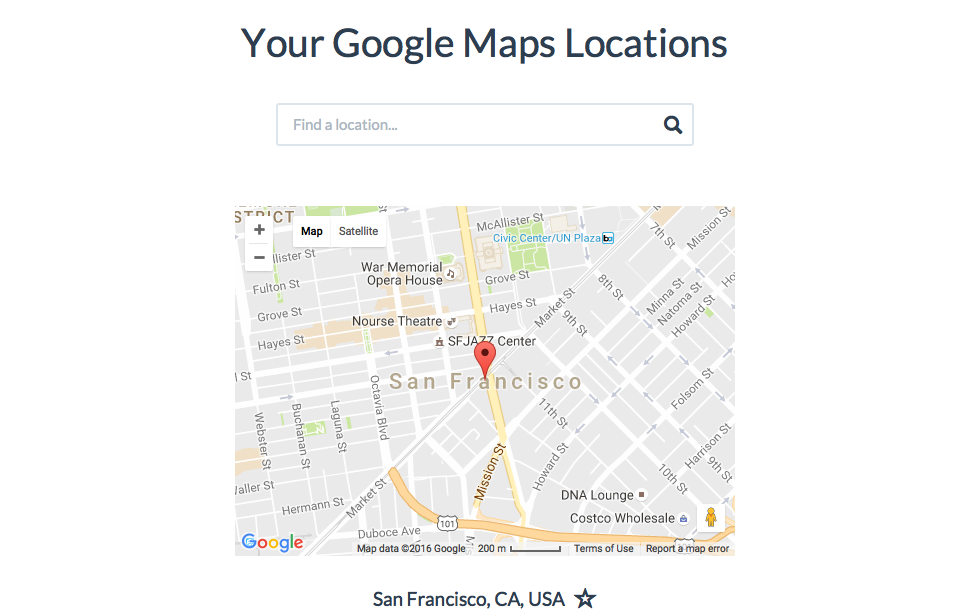 Your Google Maps Locations
Find a location...
STRICT
+
Map
Satellite
−
McAllister St
Civic Center/UN Plaza
7th St
Mission St
War Memorial
Opera House
Fulton St
Grove St
8th St
Minna St
Grove St
Hayes St
Market St
Natoma St
Nourse Theatre
9th St
Howard St
Hayes St
SFJAZZ Center
San Francisco
Octavia Blvd
Folsom St
Laguna St
Buchanan St
Webster St
11th St
Harrison St
Mission St
Howard St
9th St
10th St
Market St
Hermann St
DNA Lounge
Costco Wholesale
101
Duboce Ave
Google
Map data ©2016 Google
200 m
Terms of Use
Report a map error
San Francisco, CA, USA